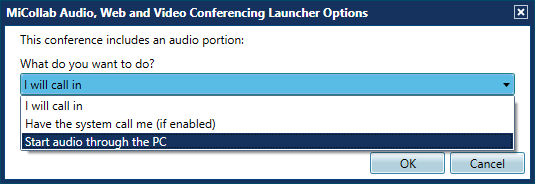 MiCollab Audio, Web and Video Conferencing Launcher Options
This conference includes an audio portion:
What do you want to do?
I will call in
I will call in
Have the system call me (if enabled)
Start audio through the PC
OK
Cancel